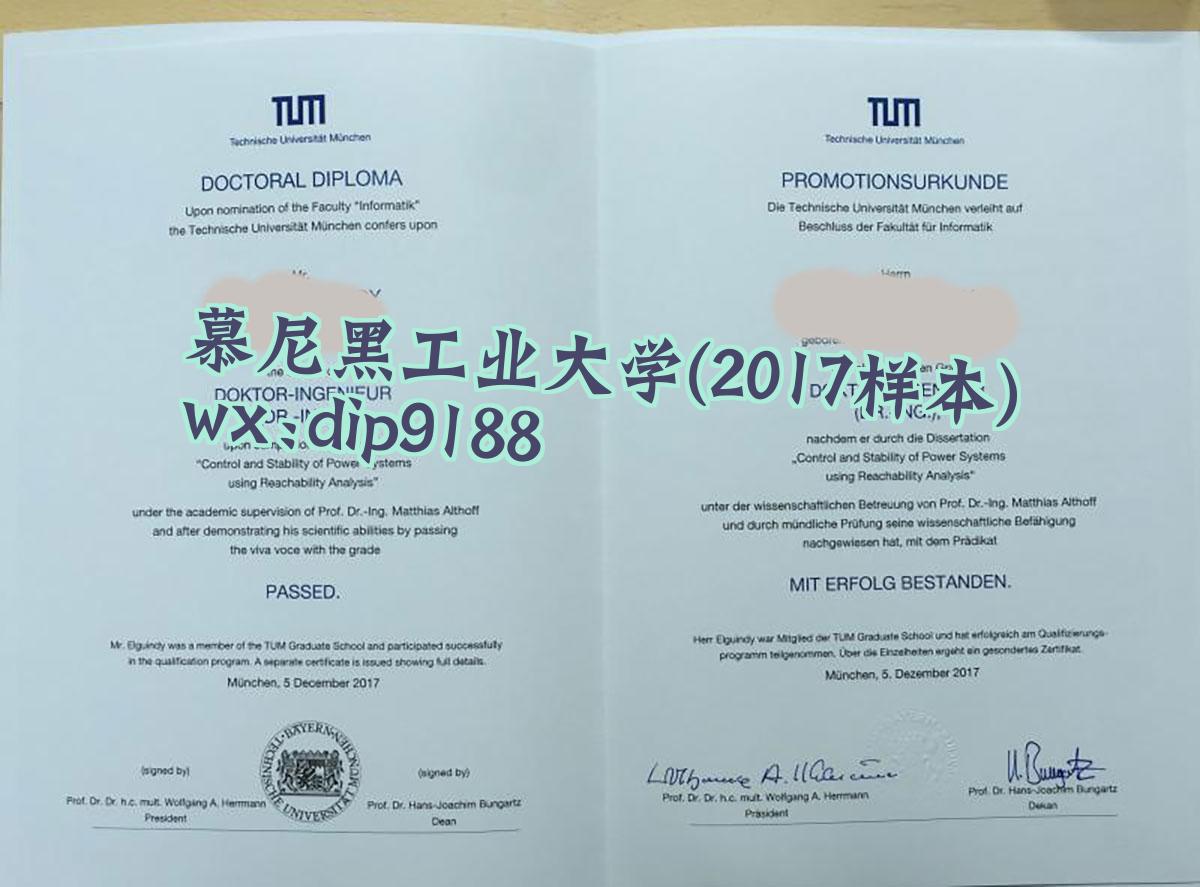 TUM
Technische Universität München
DOCTORAL DIPLOMA
Upon nomination of the Faculty "Informatik"
the Technische Universität München confers upon
Mr.
DOKTOR-INGENIEUR
"Control and Stability of Power Systems
using Reachability Analysis"
under the academic supervision of Prof. Dr.-Ing. Matthias Althoff
and after demonstrating his scientific abilities by passing
the viva voce with the grade
PASSED.
Mr. Elguindy was a member of the TUM Graduate School and participated successfully
in the qualification program. A separate certificate is issued showing full details.
München, 5 December 2017
TECHNISCHE UNIVERSITÄT MÜNCHEN · BAYERN
(signed by)
Prof. Dr. Dr. h.c. mult. Wolfgang A. Herrmann
President
(signed by)
Prof. Dr. Hans-Joachim Bungartz
Dean
TUM
Technische Universität München
PROMOTIONSURKUNDE
Die Technische Universität München verleiht auf
Beschluss der Fakultät für Informatik
Herrn
nachdem er durch die Dissertation
„Control and Stability of Power Systems
using Reachability Analysis"
unter der wissenschaftlichen Betreuung von Prof. Dr.-Ing. Matthias Althoff
und durch mündliche Prüfung seine wissenschaftliche Befähigung
nachgewiesen hat, mit dem Prädikat
MIT ERFOLG BESTANDEN.
Herr Elguindy war Mitglied der TUM Graduate School und hat erfolgreich am Qualifizierungs-
programm teilgenommen. Über die Einzelheiten ergeht ein gesondertes Zertifikat.
München, 5. Dezember 2017
Prof. Dr. Dr. h.c. mult. Wolfgang A. Herrmann
Präsident
Prof. Dr. Hans-Joachim Bungartz
Dekan
慕尼黑工业大学(2017样本)
wx:dip9188